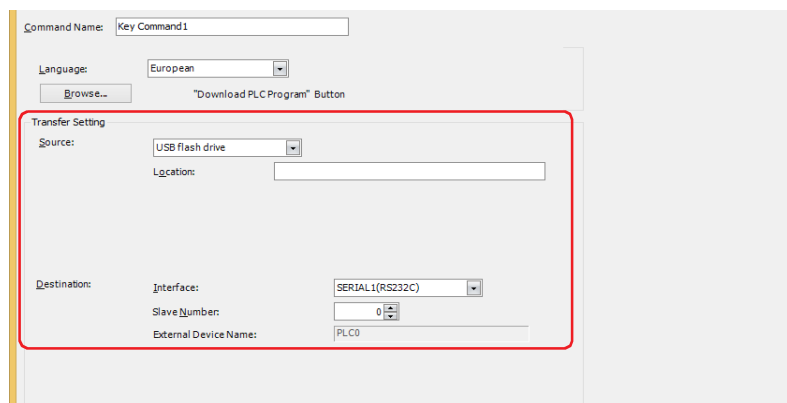 Command Name: Key Command1
Language: European
Browse... "Download PLC Program" Button
Transfer Setting
Source: USB flash drive
Location:
Destination: Interface: SERIAL1(RS232C)
Slave Number: 0
External Device Name: PLC0